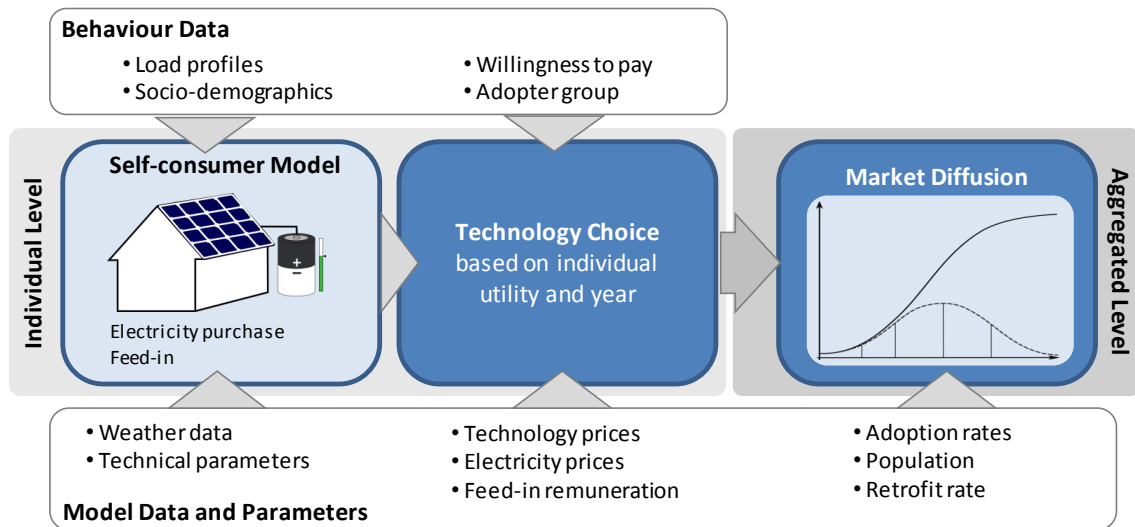 Behaviour Data
• Load profiles
• Socio-demographics
• Willingness to pay
• Adopter group
Individual Level
Self-consumer Model
+
−
Electricity purchase
Feed-in
Technology Choice
based on individual
utility and year
Market Diffusion
Aggregated Level
• Weather data
• Technical parameters
• Technology prices
• Electricity prices
• Feed-in remuneration
• Adoption rates
• Population
• Retrofit rate
Model Data and Parameters